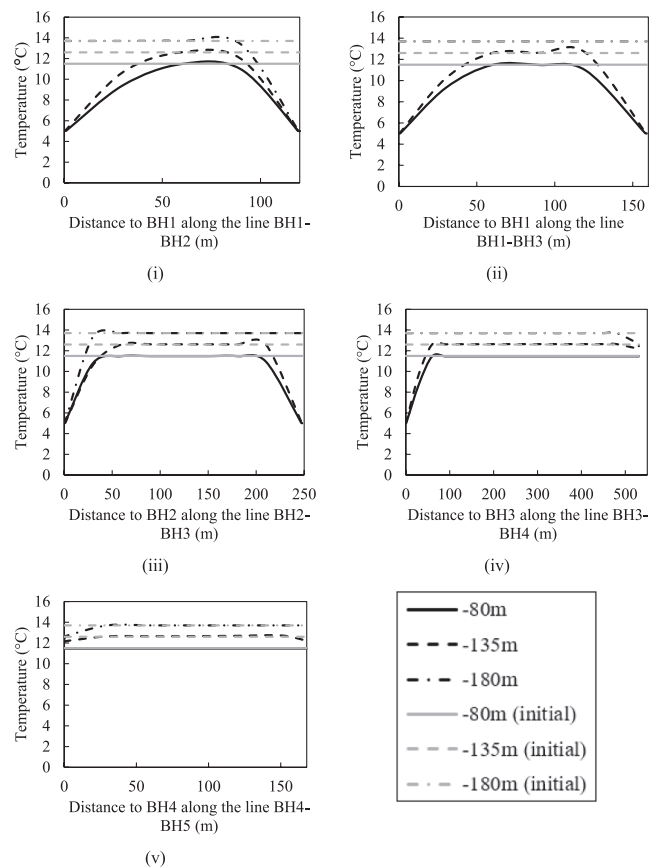 16
14
12
10
8
6
4
2
0
Temperature (°C)
0 50 100
Distance to BH1 along the line BH1-
BH2 (m)
(i)
16
14
12
10
8
6
4
2
0
Temperature (°C)
0 50 100 150
Distance to BH1 along the line
BH1-BH3 (m)
(ii)
16
14
12
10
8
6
4
2
0
Temperature (°C)
0 50 100 150 200 250
Distance to BH2 along the line BH2-
BH3 (m)
(iii)
16
14
12
10
8
6
4
2
0
Temperature (°C)
0 100 200 300 400 500
Distance to BH3 along the line BH3-
BH4 (m)
(iv)
16
14
12
10
8
6
4
2
0
Temperature (°C)
0 50 100 150
Distance to BH4 along the line BH4-
BH5 (m)
(v)
-80m
-135m
-180m
-80m (initial)
-135m (initial)
-180m (initial)